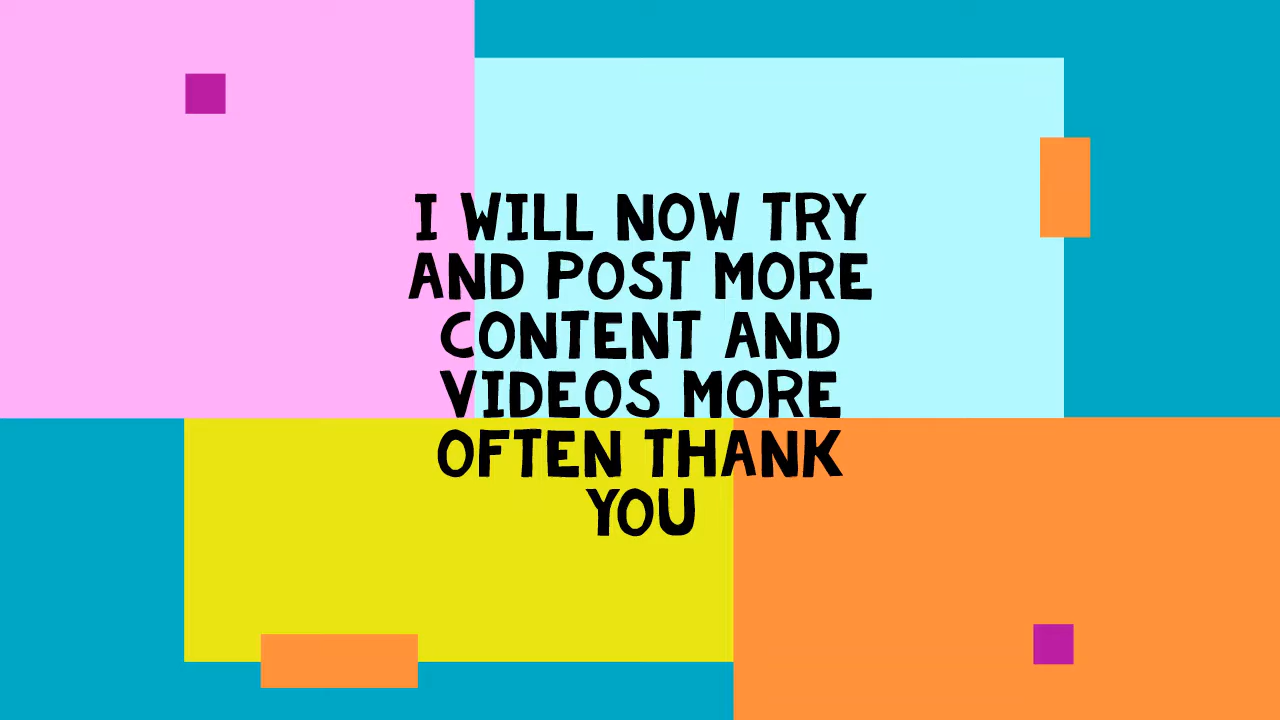 I WILL NOW TRY
AND POST MORE
CONTENT AND
VIDEOS MORE
OFTEN THANK
YOU